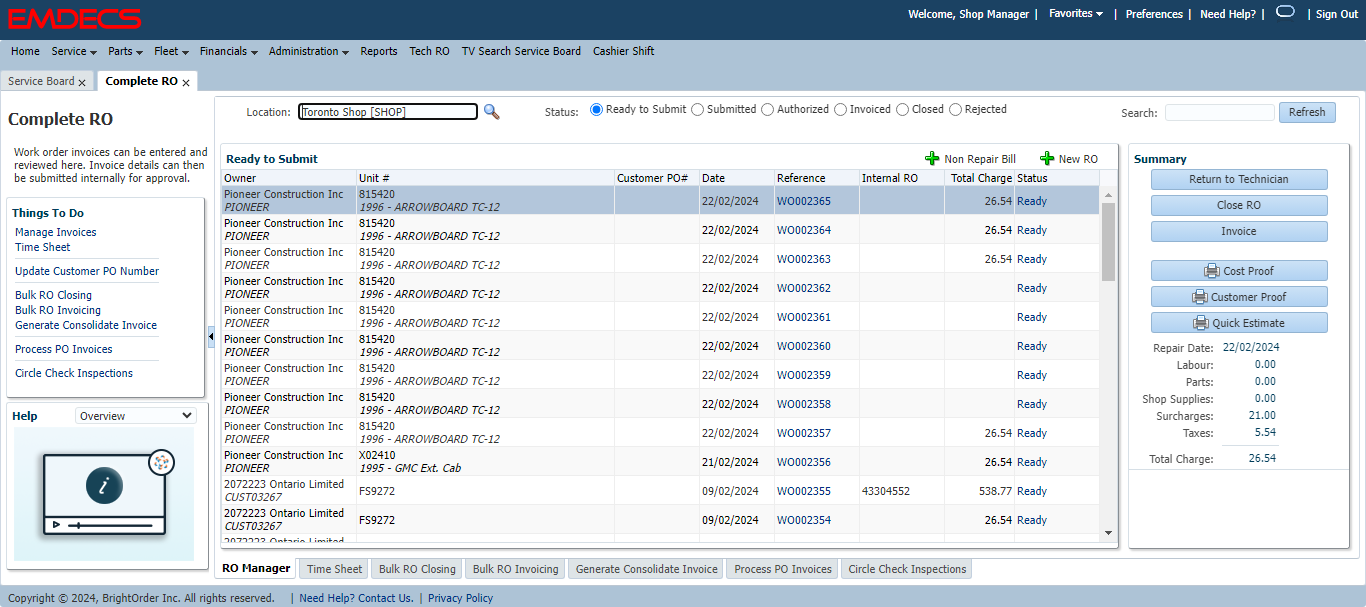 EMDECS
Welcome, Shop Manager | Favorites | Preferences | Need Help? | | Sign Out
Home Service Parts Fleet Financials Administration Reports Tech RO TV Search Service Board Cashier Shift
Service Board x Complete RO x
Complete RO
Work order invoices can be entered and
reviewed here. Invoice details can then
be submitted internally for approval.
Things To Do
Manage Invoices
Time Sheet
Update Customer PO Number
Bulk RO Closing
Bulk RO Invoicing
Generate Consolidate Invoice
Process PO Invoices
Circle Check Inspections
Help Overview
i
Location: Toronto Shop [SHOP] Status: Ready to Submit Submitted Authorized Invoiced Closed Rejected Search: Refresh
Ready to Submit Non Repair Bill New RO
Owner Unit # Customer PO# Date Reference Internal RO Total Charge Status
Pioneer Construction Inc 815420
PIONEER 1996 - ARROWBOARD TC-12 22/02/2024 WO002365 26.54 Ready
Pioneer Construction Inc 815420
PIONEER 1996 - ARROWBOARD TC-12 22/02/2024 WO002364 26.54 Ready
Pioneer Construction Inc 815420
PIONEER 1996 - ARROWBOARD TC-12 22/02/2024 WO002363 26.54 Ready
Pioneer Construction Inc 815420
PIONEER 1996 - ARROWBOARD TC-12 22/02/2024 WO002362 Ready
Pioneer Construction Inc 815420
PIONEER 1996 - ARROWBOARD TC-12 22/02/2024 WO002361 Ready
Pioneer Construction Inc 815420
PIONEER 1996 - ARROWBOARD TC-12 22/02/2024 WO002360 Ready
Pioneer Construction Inc 815420
PIONEER 1996 - ARROWBOARD TC-12 22/02/2024 WO002359 Ready
Pioneer Construction Inc 815420
PIONEER 1996 - ARROWBOARD TC-12 22/02/2024 WO002358 Ready
Pioneer Construction Inc 815420
PIONEER 1996 - ARROWBOARD TC-12 22/02/2024 WO002357 26.54 Ready
Pioneer Construction Inc X02410
PIONEER 1995 - GMC Ext. Cab 21/02/2024 WO002356 26.54 Ready
2072223 Ontario Limited
CUST03267 FS9272 09/02/2024 WO002355 43304552 538.77 Ready
2072223 Ontario Limited
CUST03267 FS9272 09/02/2024 WO002354 26.54 Ready
2072223 Ontario Limited
Summary
Return to Technician
Close RO
Invoice
Cost Proof
Customer Proof
Quick Estimate
Repair Date: 22/02/2024
Labour: 0.00
Parts: 0.00
Shop Supplies: 0.00
Surcharges: 21.00
Taxes: 5.54
Total Charge: 26.54
RO Manager Time Sheet Bulk RO Closing Bulk RO Invoicing Generate Consolidate Invoice Process PO Invoices Circle Check Inspections
Copyright © 2024, BrightOrder Inc. All rights reserved. | Need Help? Contact Us. | Privacy Policy